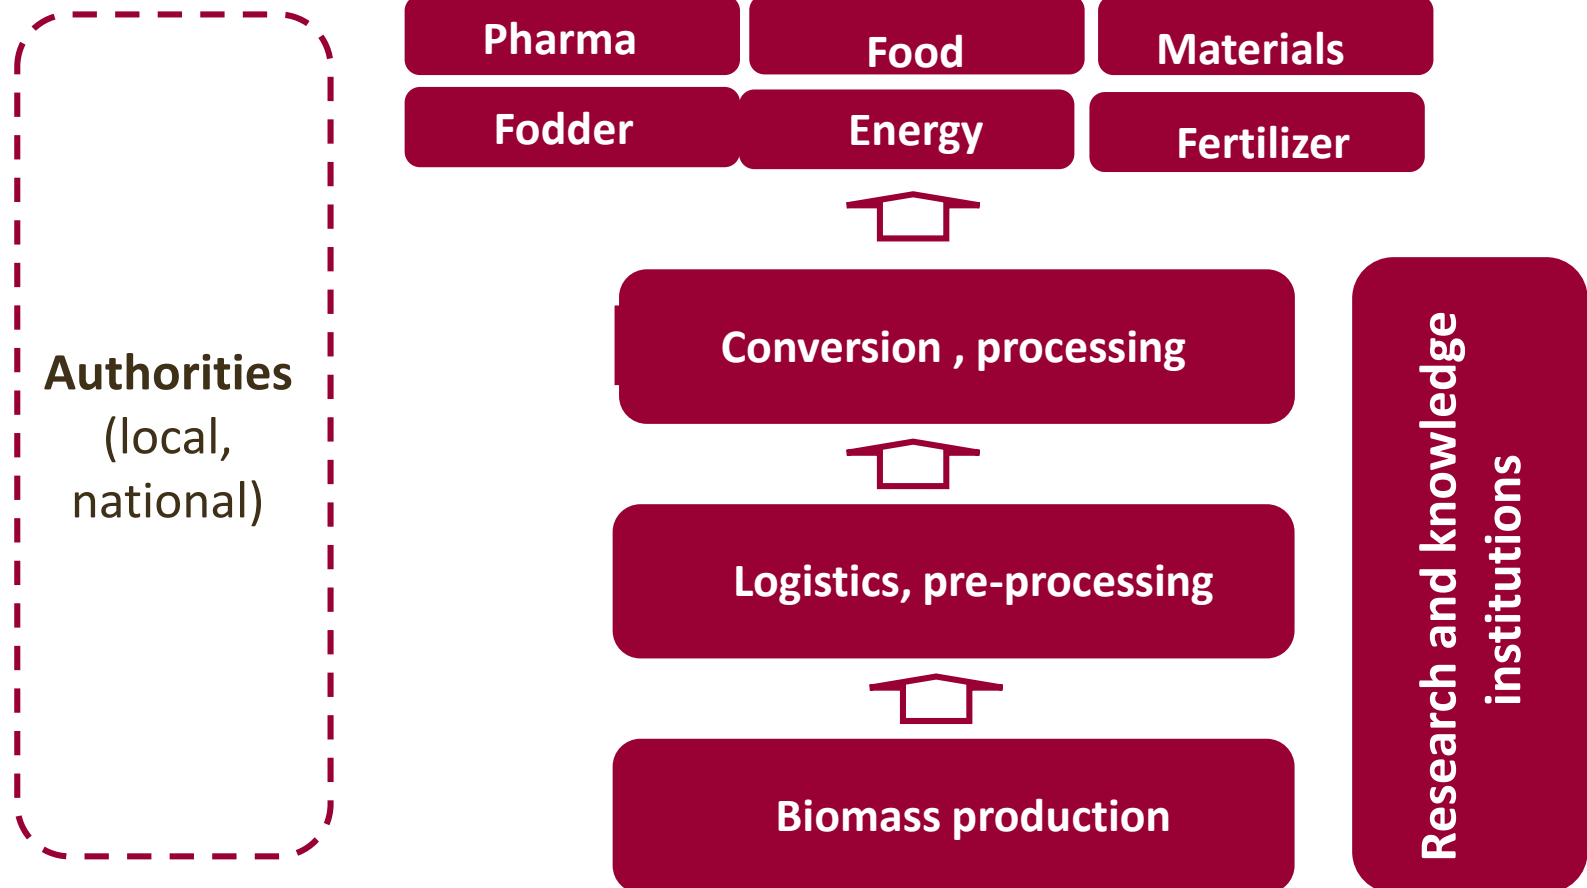 Pharma
Food
Materials
Fodder
Energy
Fertilizer
Authorities
(local,
national)
Conversion , processing
Logistics, pre-processing
Biomass production
Research and knowledge
institutions